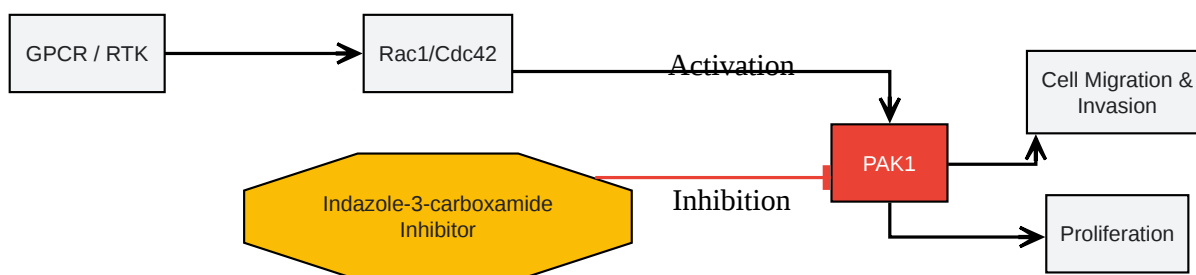 GPCR / RTK
Rac1/Cdc42
Activation
Cell Migration &
Invasion
PAK1
Indazole-3-carboxamide
Inhibitor
Inhibition
Proliferation